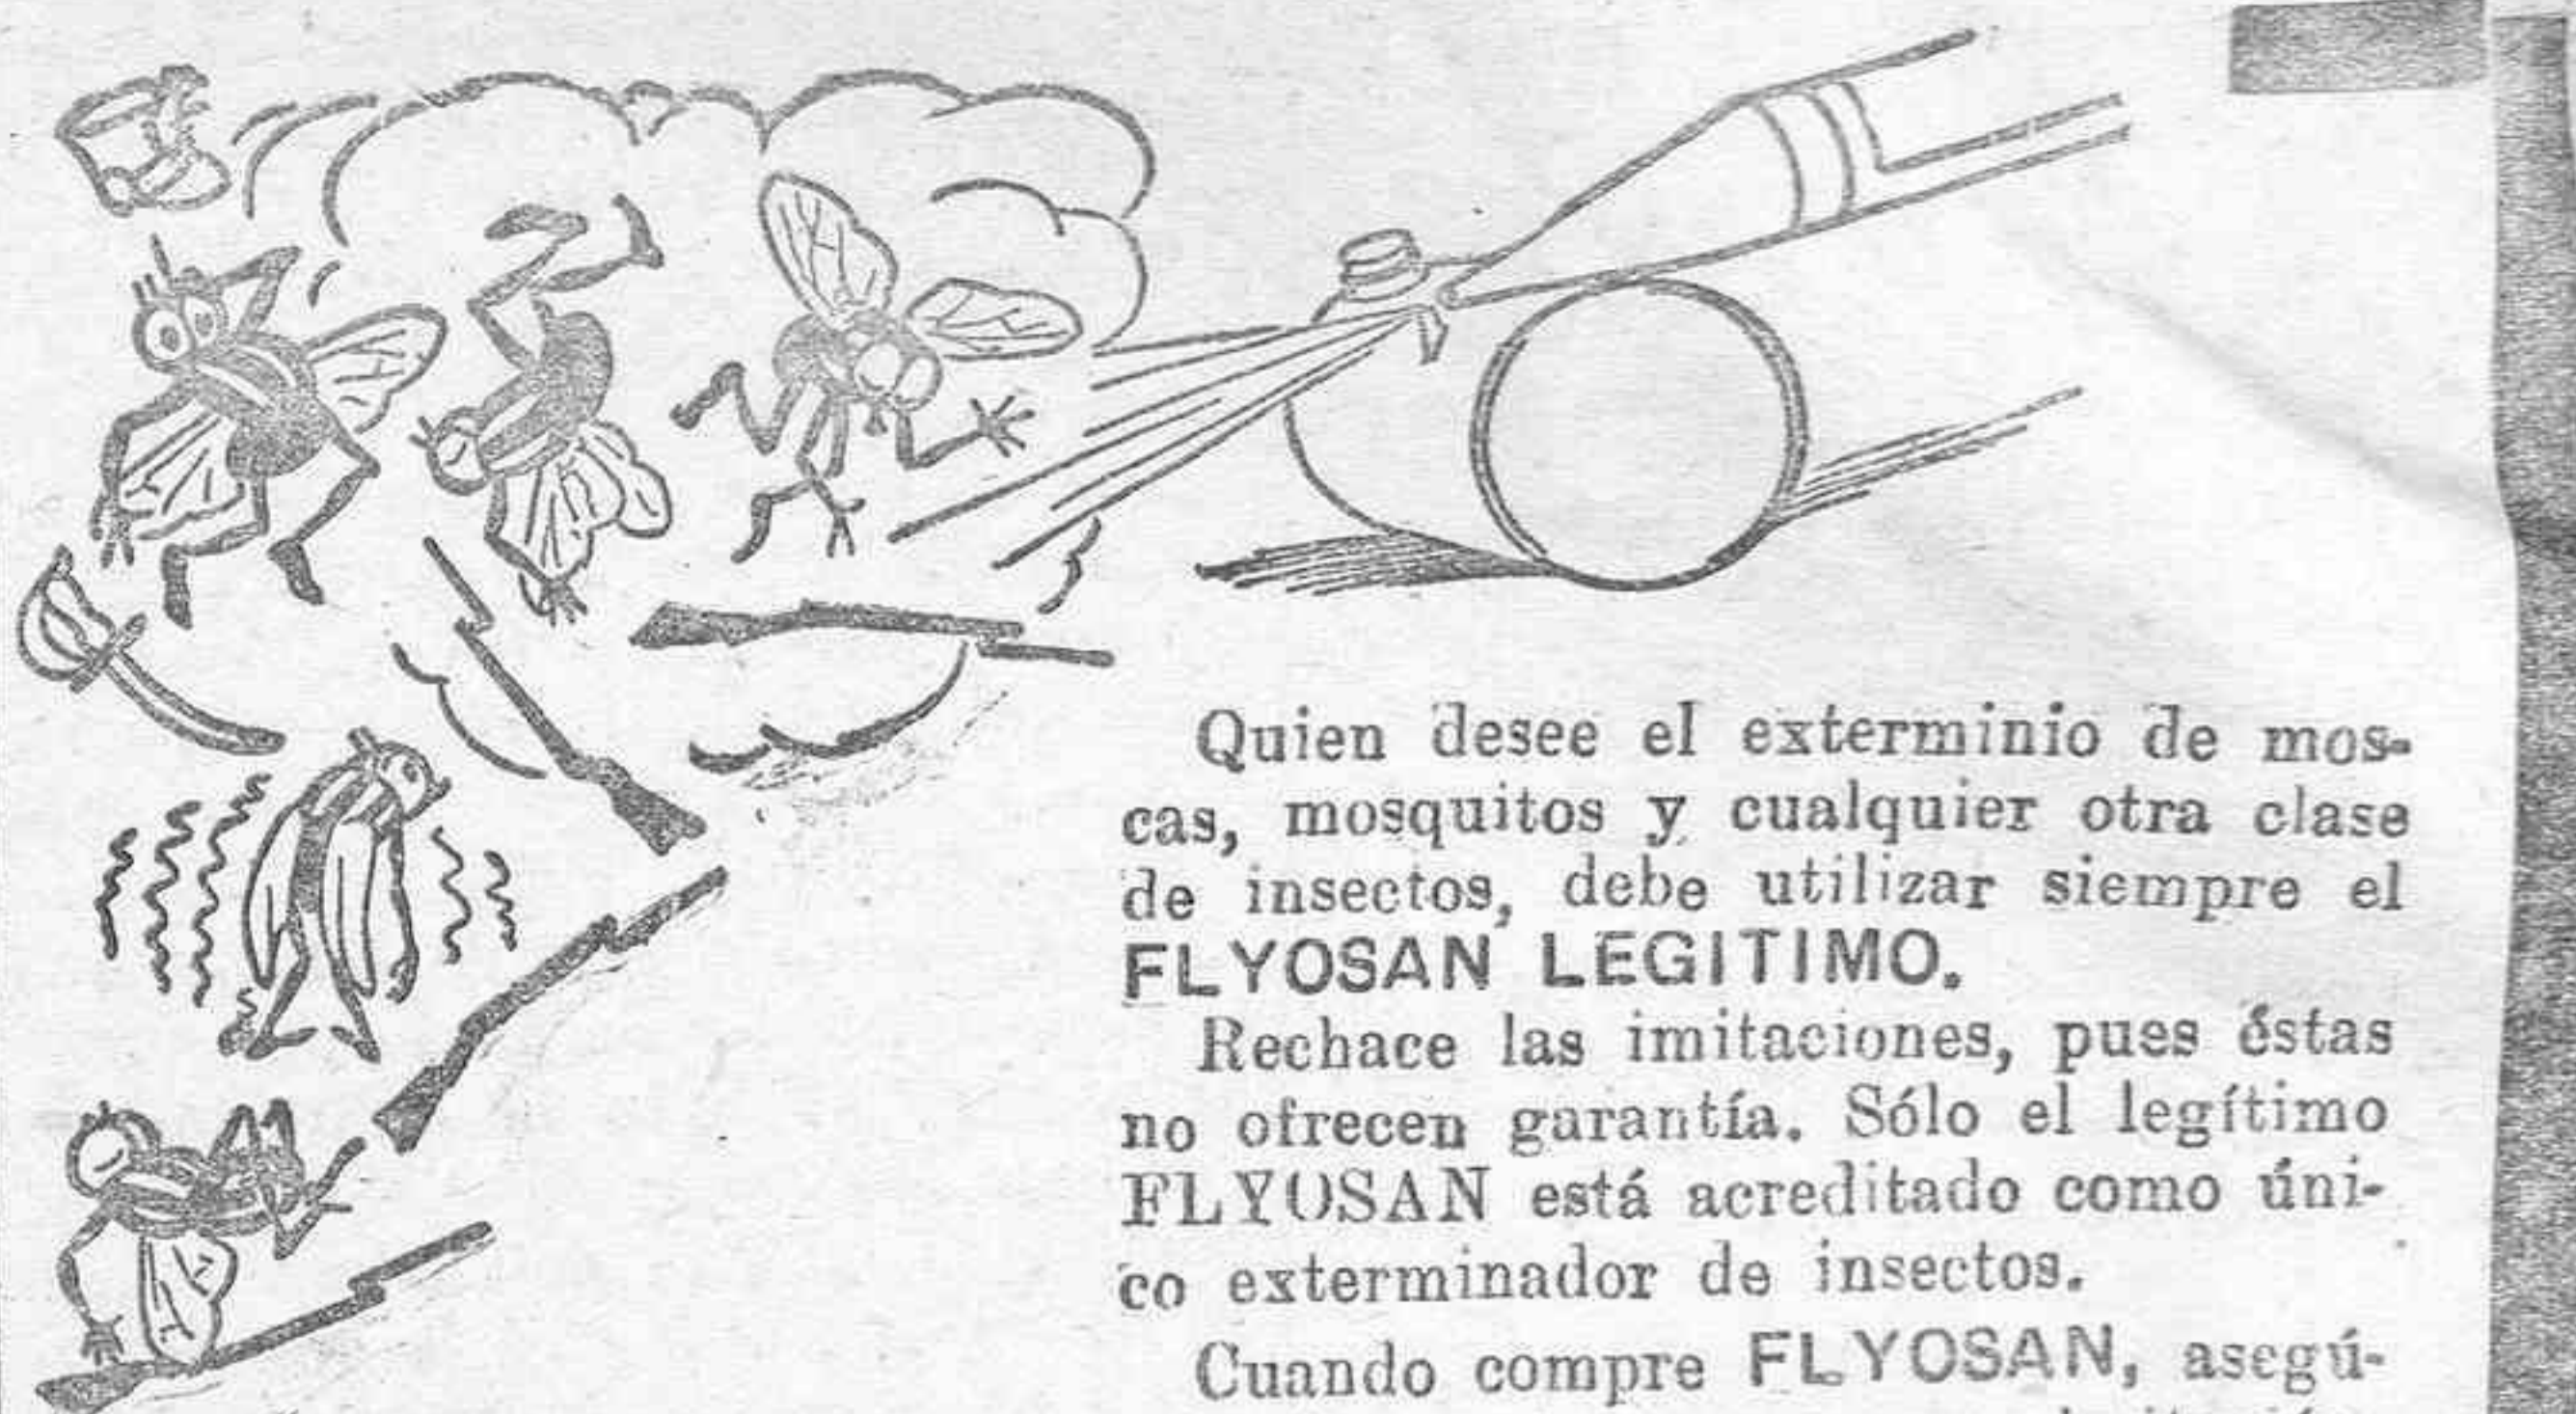 Quien desee el exterminio de mos-
cas, mosquitos y cualquier otra clase
de insectos, debe utilizar siempre el
FLYOSAN LEGITIMO.
Rechace las imitaciones, pues éstas
no ofrecen garantía. Sólo el legítimo
FLYOSAN está acreditado como úni-
co exterminador de insectos.
Cuando compre FLYOSAN, asegú-